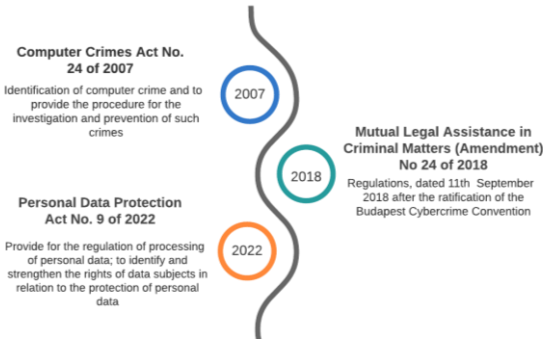 Computer Crimes Act No.
24 of 2007
Identification of computer crime and to
provide the procedure for the
investigation and prevention of such
crimes
2007
Mutual Legal Assistance in
Criminal Matters (Amendment)
No 24 of 2018
Regulations, dated 11th September
2018 after the ratification of the
Budapest Cybercrime Convention
2018
Personal Data Protection
Act No. 9 of 2022
Provide for the regulation of processing
of personal data; to identify and
strengthen the rights of data subjects in
relation to the protection of personal
data
2022